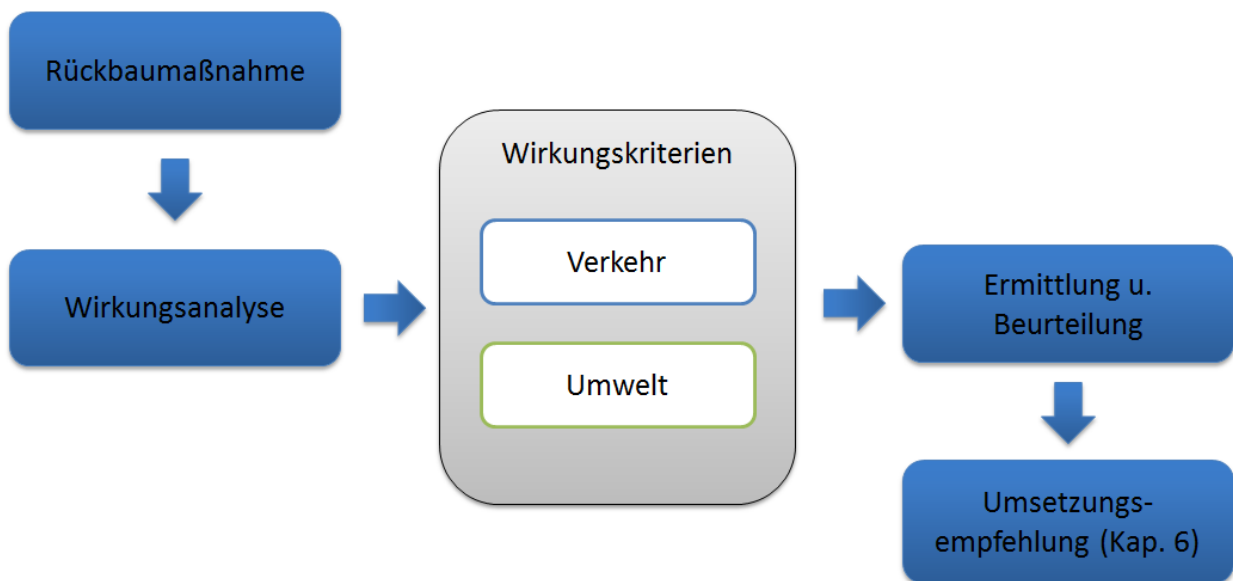 Rückbaumaßnahme
Wirkungsanalyse
Wirkungskriterien
Verkehr
Umwelt
Ermittlung u.
Beurteilung
Umsetzungs-
empfehlung (Kap. 6)